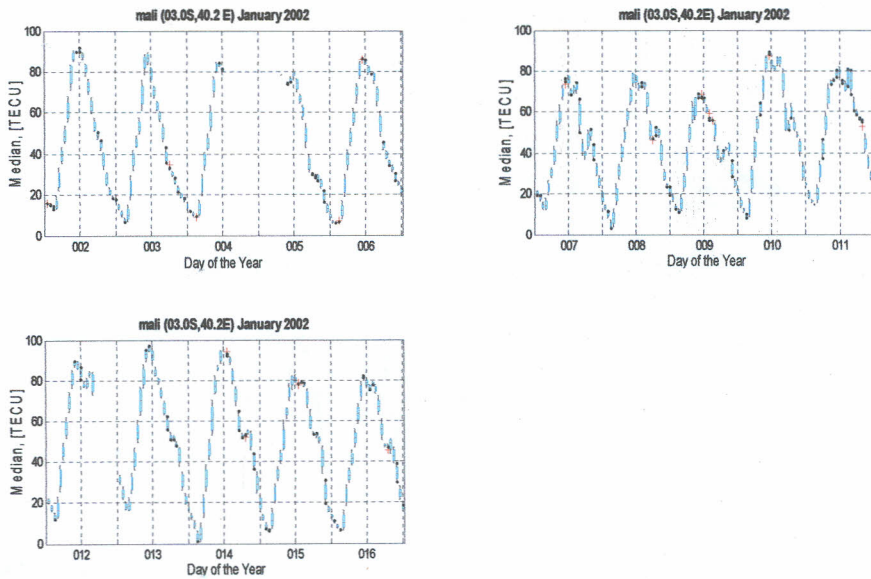 mali (03.0S,40.2 E) January 2002
Median, [TECU]
100
80
60
40
20
0
002 003 004 005 006
Day of the Year
mali (03.0S,40.2E) January 2002
Median, [TECU]
100
80
60
40
20
0
007 008 009 010 011
Day of the Year
mali (03.0S,40.2E) January 2002
Median, [TECU]
100
80
60
40
20
0
012 013 014 015 016
Day of the Year